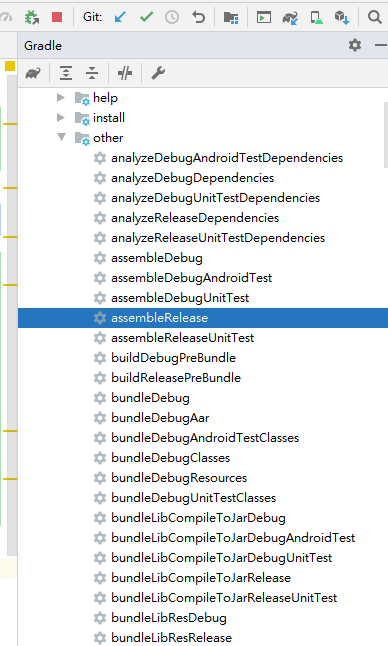 Git:
Gradle
help
install
other
analyzeDebugAndroidTestDependencies
analyzeDebugDependencies
analyzeDebugUnitTestDependencies
analyzeReleaseDependencies
analyzeReleaseUnitTestDependencies
assembleDebug
assembleDebugAndroidTest
assembleDebugUnitTest
assembleRelease
assembleReleaseUnitTest
buildDebugPreBundle
buildReleasePreBundle
bundleDebug
bundleDebugAar
bundleDebugAndroidTestClasses
bundleDebugClasses
bundleDebugResources
bundleDebugUnitTestClasses
bundleLibCompileToJarDebug
bundleLibCompileToJarDebugAndroidTest
bundleLibCompileToJarDebugUnitTest
bundleLibCompileToJarRelease
bundleLibCompileToJarReleaseUnitTest
bundleLibResDebug
bundleLibResRelease